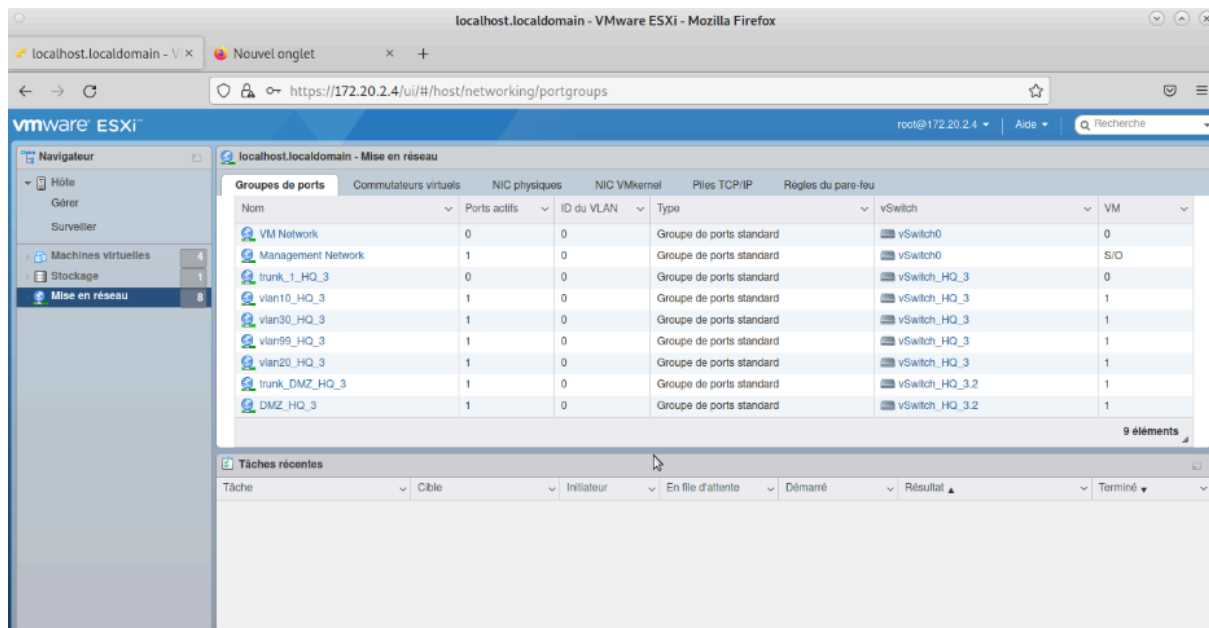 localhost.localdomain - VMware ESXi - Mozilla Firefox
localhost.localdomain - V × Nouvel onglet × +
https://172.20.2.4/ui/#/host/networking/portgroups
vmware ESXi™ root@172.20.2.4 Aide Recherche
Navigateur localhost.localdomain - Mise en réseau
Hôte Groupes de ports Commutateurs virtuels NIC physiques NIC VMkernel Piles TCP/IP Règles du pare-feu
Gérer Nom Ports actifs ID du VLAN Type vSwitch VM
Surveiller VM Network 0 0 Groupe de ports standard vSwitch0 0
Machines virtuelles 4 Management Network 1 0 Groupe de ports standard vSwitch0 S/O
Stockage 1 trunk_1_HQ_3 0 0 Groupe de ports standard vSwitch_HQ_3 0
Mise en réseau 8 vlan10_HQ_3 1 0 Groupe de ports standard vSwitch_HQ_3 1
vlan30_HQ_3 1 0 Groupe de ports standard vSwitch_HQ_3 1
vlan99_HQ_3 1 0 Groupe de ports standard vSwitch_HQ_3 1
vlan20_HQ_3 1 0 Groupe de ports standard vSwitch_HQ_3 1
trunk_DMZ_HQ_3 1 0 Groupe de ports standard vSwitch_HQ_3.2 1
DMZ_HQ_3 1 0 Groupe de ports standard vSwitch_HQ_3.2 1
9 éléments
Tâches récentes
Tâche Cible Initiateur En file d'attente Démarré Résultat Terminé